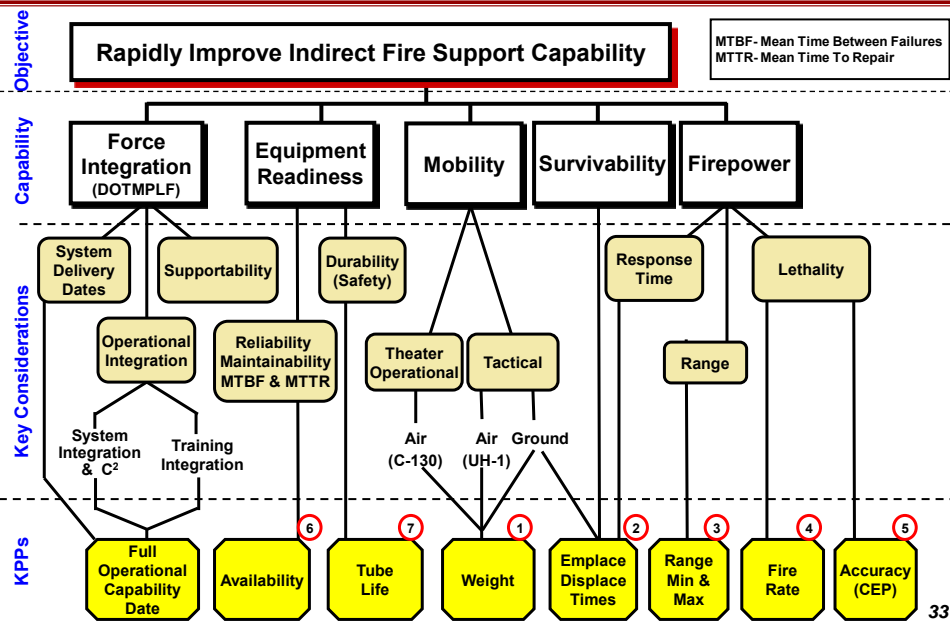 Objective
Rapidly Improve Indirect Fire Support Capability
MTBF- Mean Time Between Failures
MTTR- Mean Time To Repair
Capability
Force
Integration
(DOTMPLF)
Equipment
Readiness
Mobility
Survivability
Firepower
Key Considerations
System
Delivery
Dates
Supportability
Durability
(Safety)
Response
Time
Lethality
Operational
Integration
Reliability
Maintainability
MTBF & MTTR
Theater
Operational
Tactical
Range
System
Integration
& C²
Training
Integration
Air
(C-130)
Air
(UH-1)
Ground
KPPs
Full
Operational
Capability
Date
6
Availability
7
Tube
Life
1
Weight
2
Emplace
Displace
Times
3
Range
Min &
Max
4
Fire
Rate
5
Accuracy
(CEP)
33